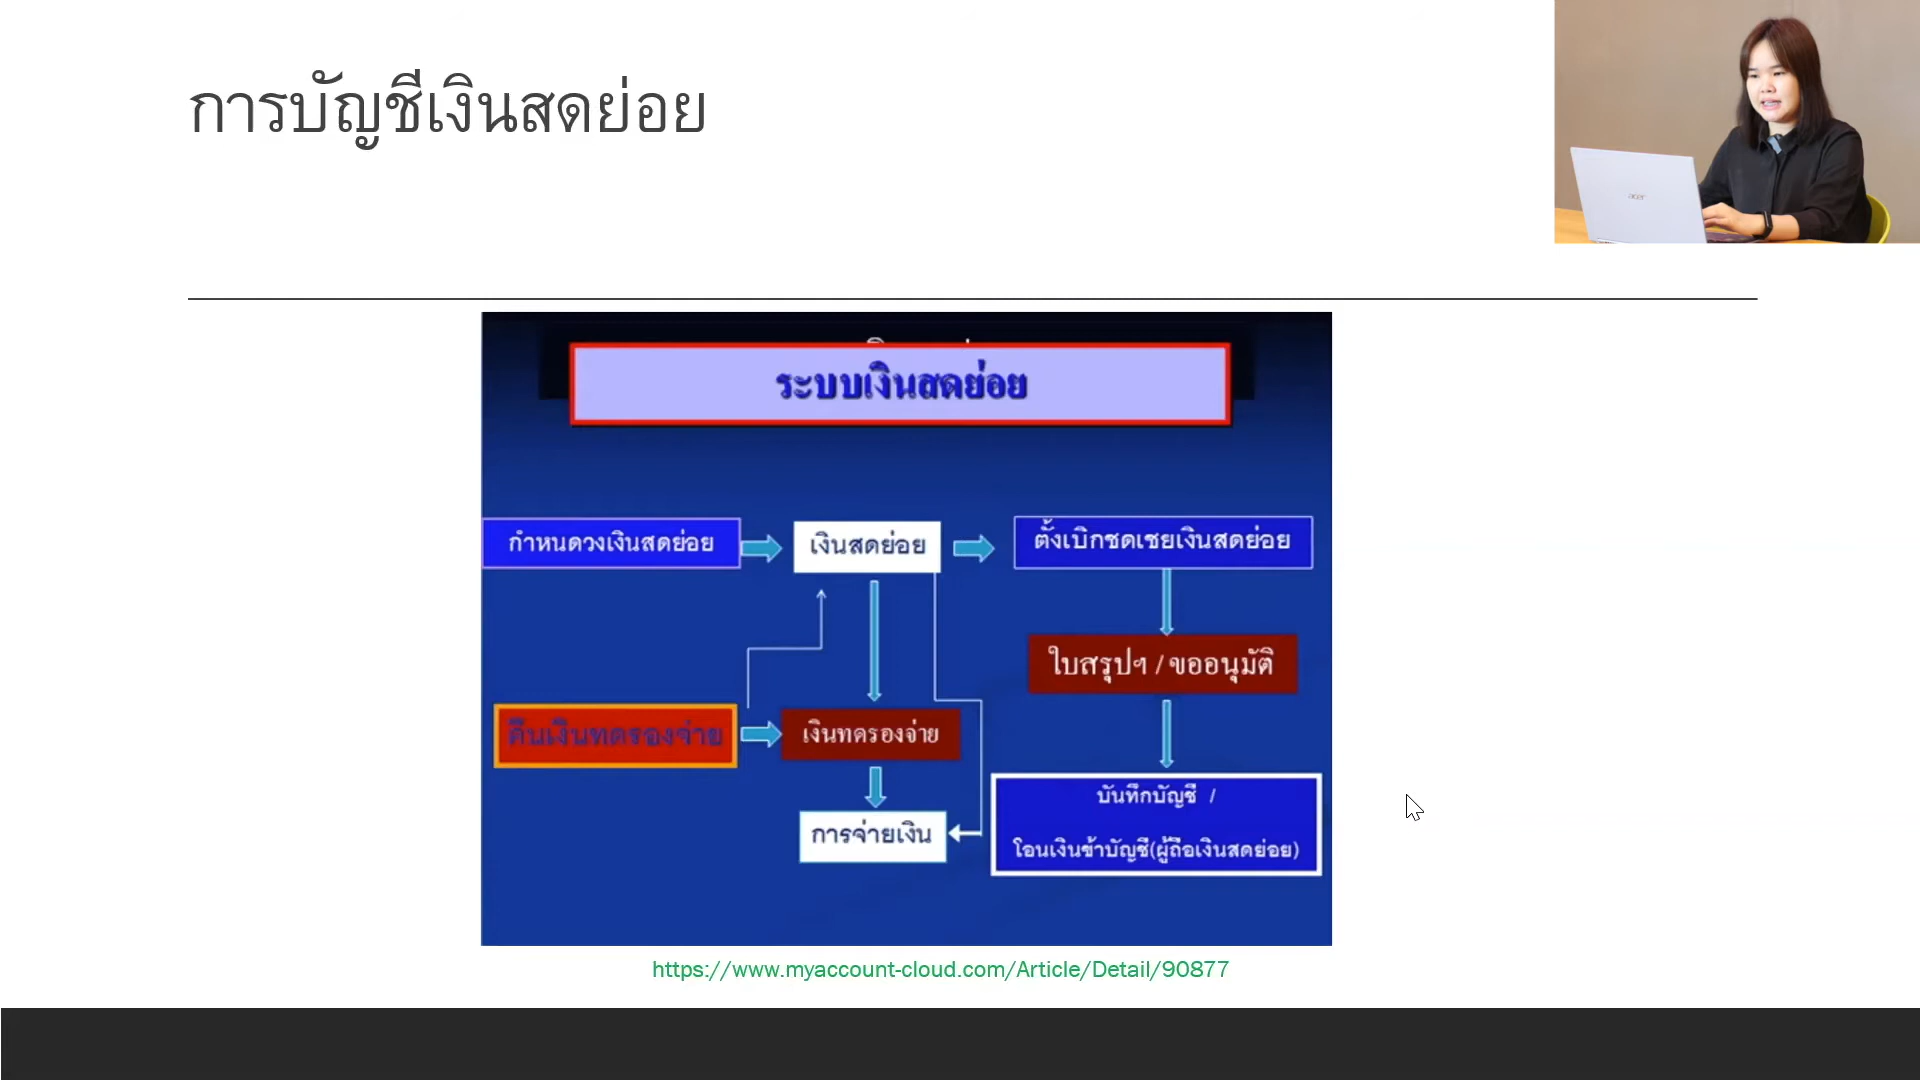 การบัญชีเงินสดย่อย
acer
ระบบเงินสดย่อย
กำหนดวงเงินสดย่อย
เงินสดย่อย
ตั้งเบิกชดเชยเงินสดย่อย
ใบสรุปฯ / ขออนุมัติ
คืนเงินทดรองจ่าย
เงินทดรองจ่าย
บันทึกบัญชี /
การจ่ายเงิน
โอนเงินข้าบัญชี(ผู้ถือเงินสดย่อย)
https://www.myaccount-cloud.com/Article/Detail/90877